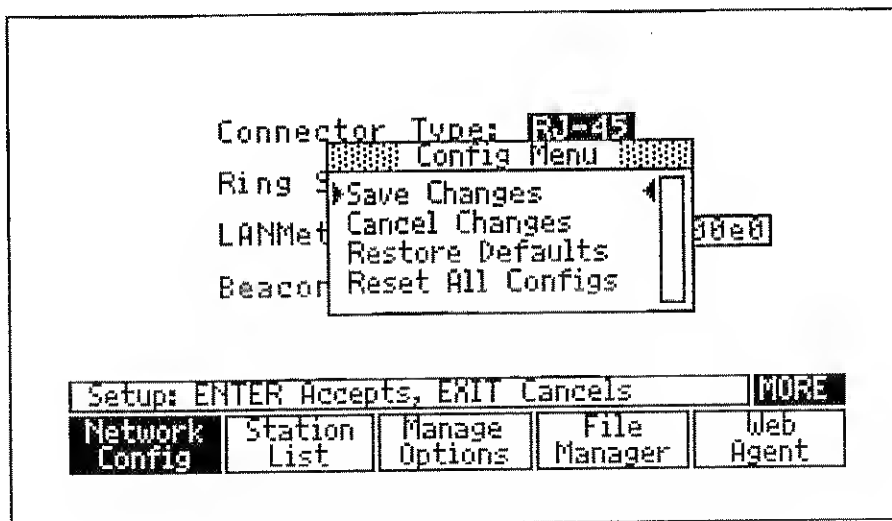 Connector Type: RJ-45
Config Menu
Ring S
Save Changes
LANMet
Cancel Changes
00e0
Restore Defaults
Beacon
Reset All Configs
Setup: ENTER Accepts, EXIT Cancels
MORE
Network Config
Station List
Manage Options
File Manager
Web Agent